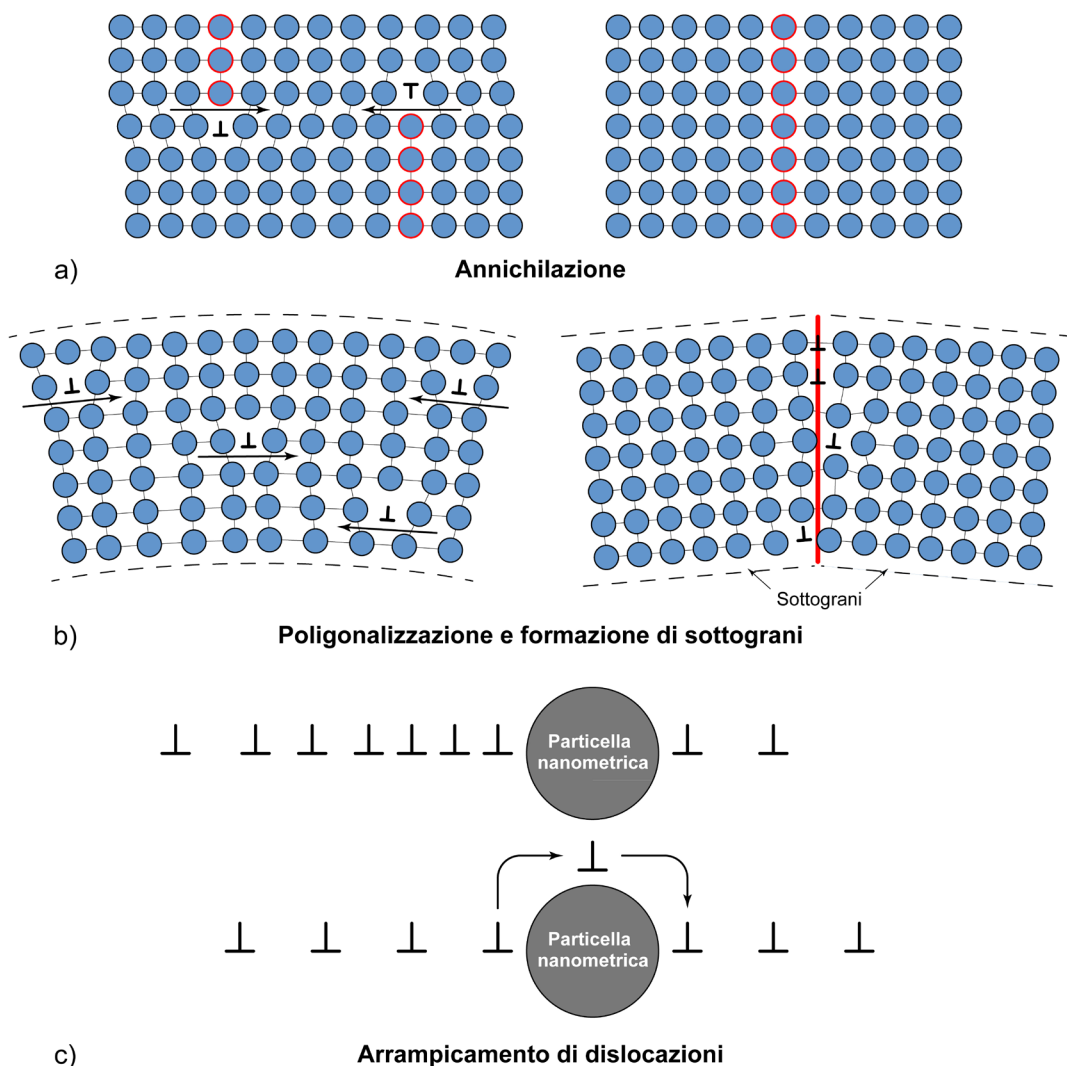 a)
Annichilazione
Sottograni
b)
Poligonalizzazione e formazione di sottograni
Particella
nanometrica
Particella
nanometrica
c)
Arrampicamento di dislocazioni